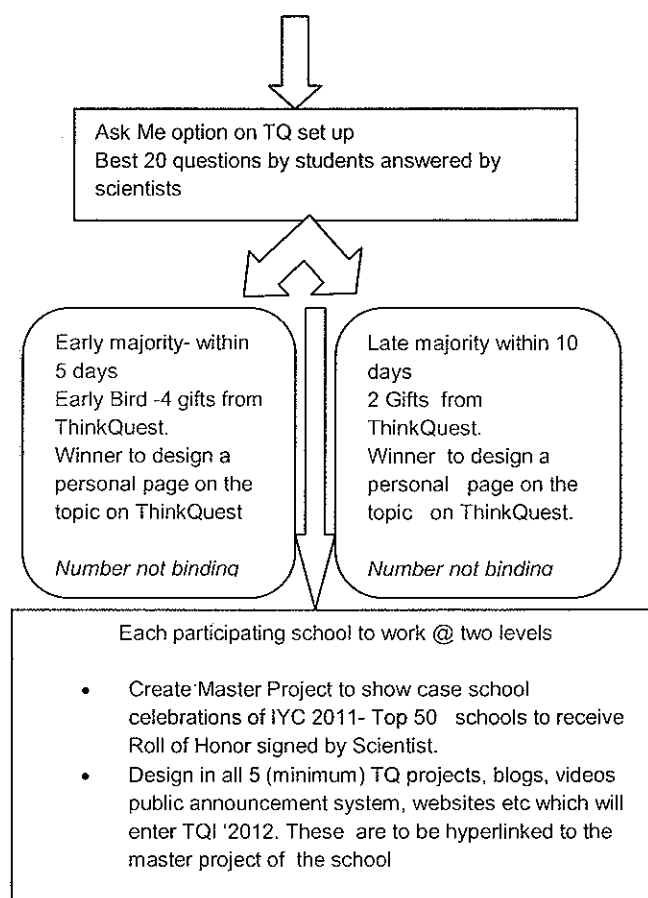 Ask Me option on TQ set up
Best 20 questions by students answered by
scientists
Early majority- within
5 days
Early Bird -4 gifts from
ThinkQuest.
Winner to design a
personal page on the
topic on ThinkQuest
Number not binding
Late majority within 10
days
2 Gifts from
ThinkQuest.
Winner to design a
personal page on the
topic on ThinkQuest.
Number not binding
Each participating school to work @ two levels
• Create Master Project to show case school
celebrations of IYC 2011- Top 50 schools to receive
Roll of Honor signed by Scientist.
• Design in all 5 (minimum) TQ projects, blogs, videos
public announcement system, websites etc which will
enter TQI '2012. These are to be hyperlinked to the
master project of the school